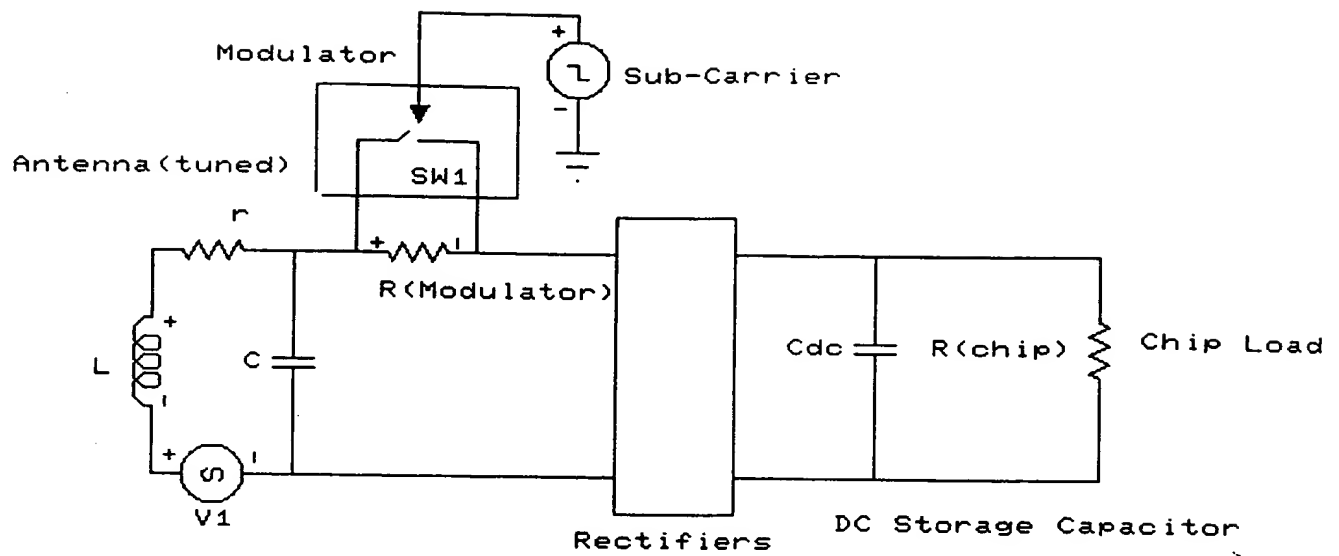 Modulator
+
Sub-Carrier
-
Antenna(tuned)
SW1
r
+ -
R(Modulator)
+
L
-
C
Cdc
R(chip)
Chip Load
+ -
S
V1
Rectifiers
DC Storage Capacitor